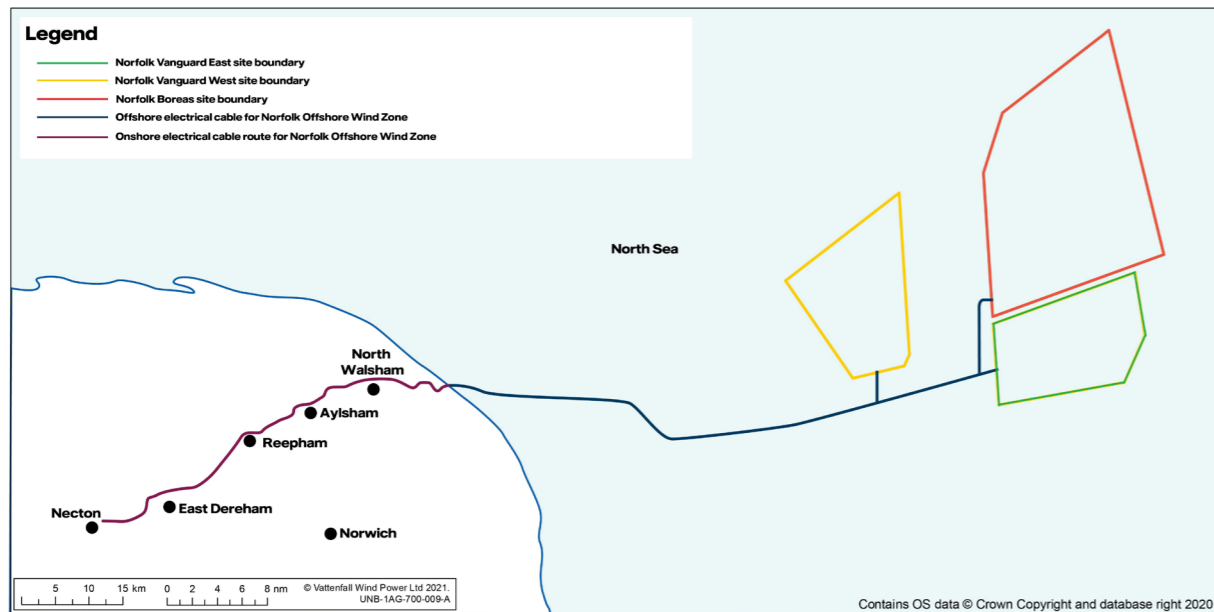 Legend
Norfolk Vanguard East site boundary
Norfolk Vanguard West site boundary
Norfolk Boreas site boundary
Offshore electrical cable for Norfolk Offshore Wind Zone
Onshore electrical cable route for Norfolk Offshore Wind Zone
North Sea
North
Walsham
Aylsham
Reepham
East Dereham
Necton
Norwich
5 10 15 km 0 2 4 6 8 nm
© Vattenfall Wind Power Ltd 2021.
UNB-1AG-700-009-A
Contains OS data © Crown Copyright and database right 2020